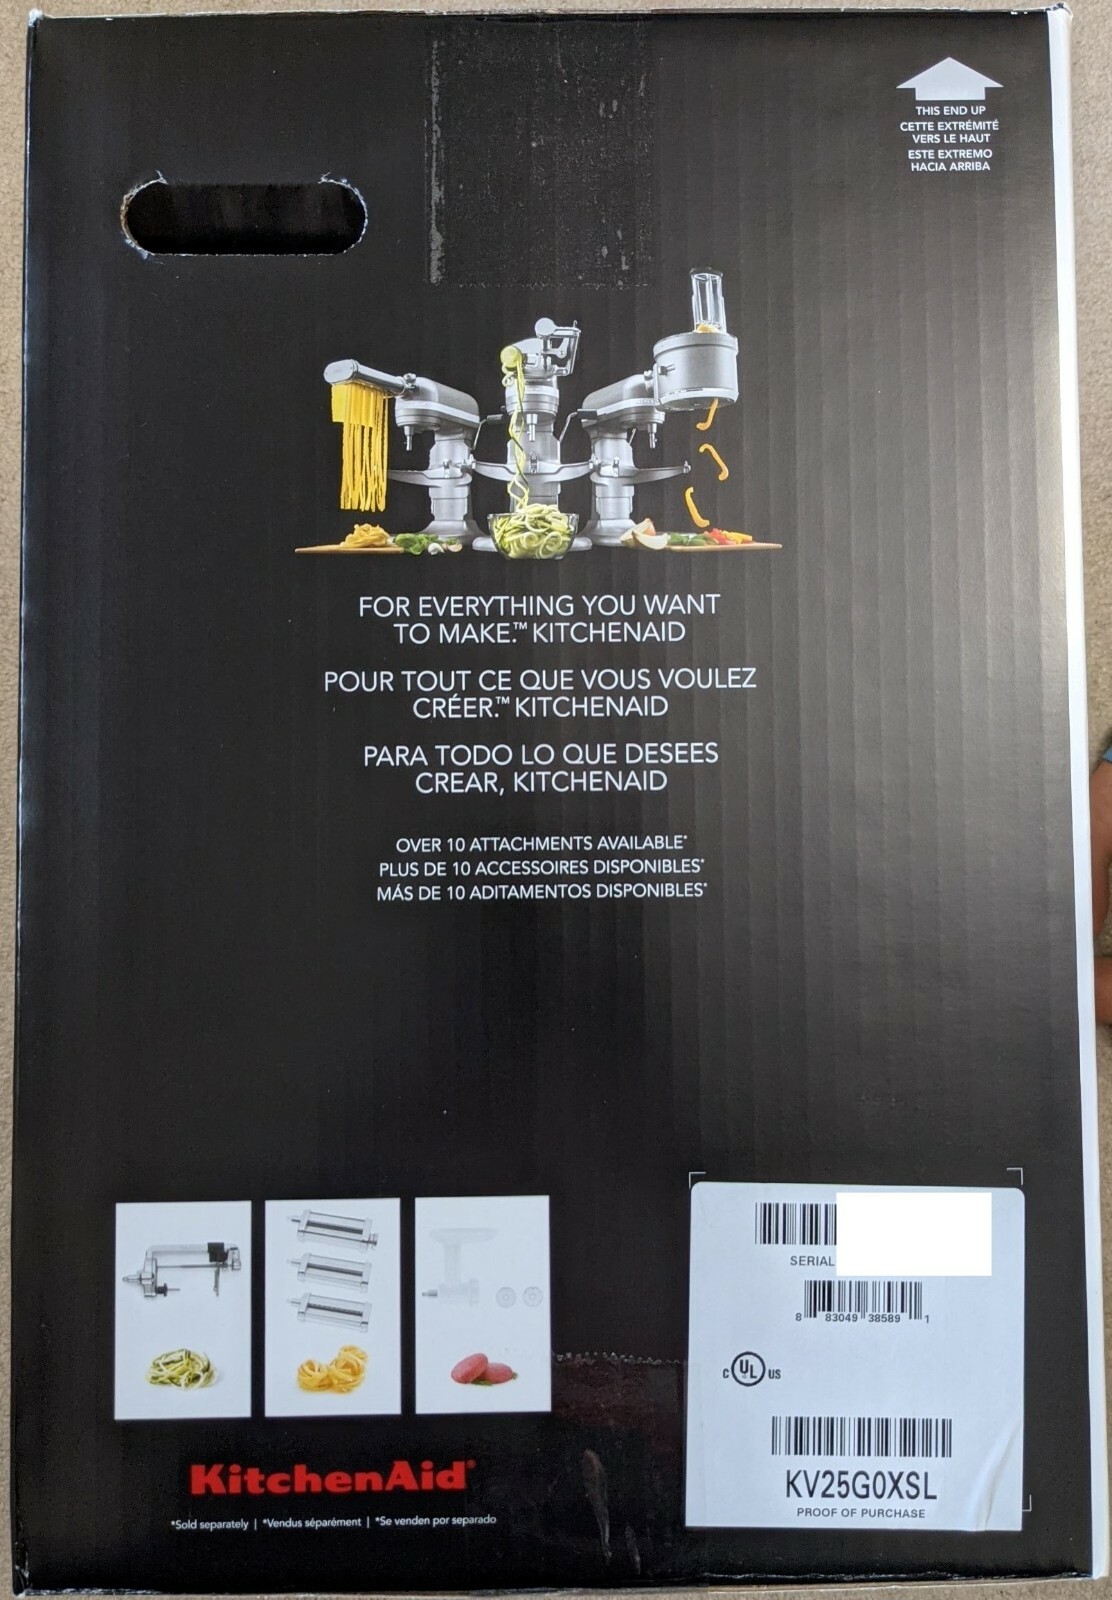 THIS END UP
CETTE EXTRÉMITÉ
VERS LE HAUT
ESTE EXTREMO
HACIA ARRIBA
FOR EVERYTHING YOU WANT
TO MAKE.™ KITCHENAID
POUR TOUT CE QUE VOUS VOULEZ
CRÉER.™ KITCHENAID
PARA TODO LO QUE DESEES
CREAR, KITCHENAID
OVER 10 ATTACHMENTS AVAILABLE*
PLUS DE 10 ACCESSOIRES DISPONIBLES*
MÁS DE 10 ADITAMENTOS DISPONIBLES*
KitchenAid®
*Sold separately | *Vendus séparément | *Se venden por separado
SERIAL
8 83049 38589 1
C UL US
KV25G0XSL
PROOF OF PURCHASE